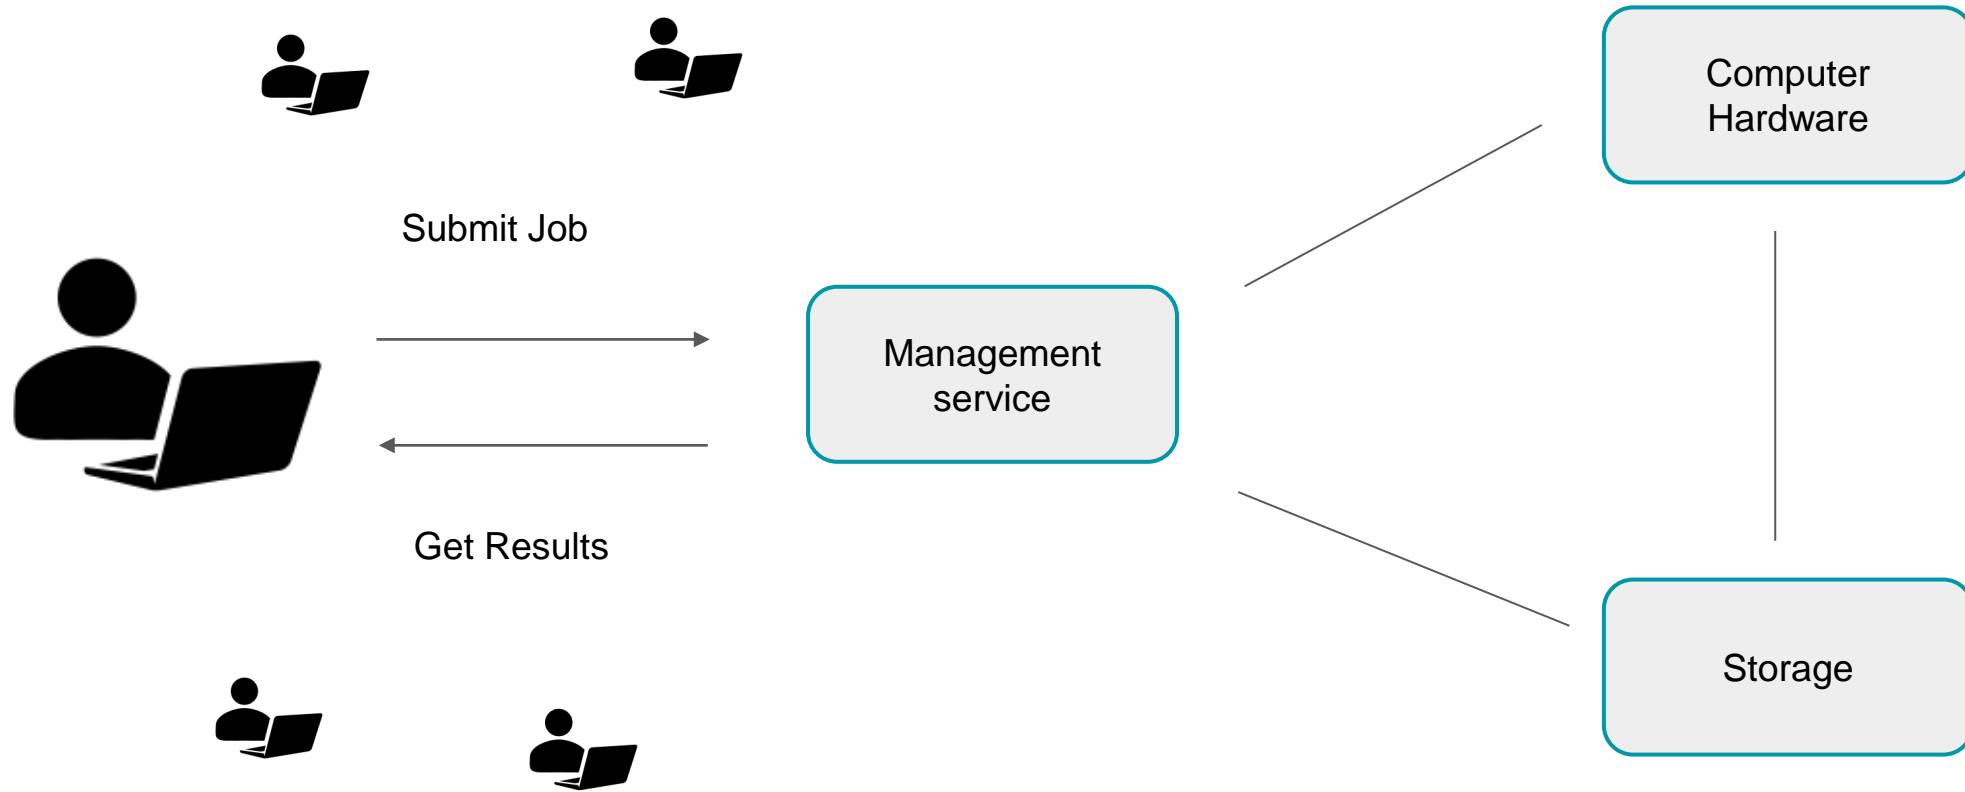 Computer
Hardware
Submit Job
Management
service
Get Results
Storage